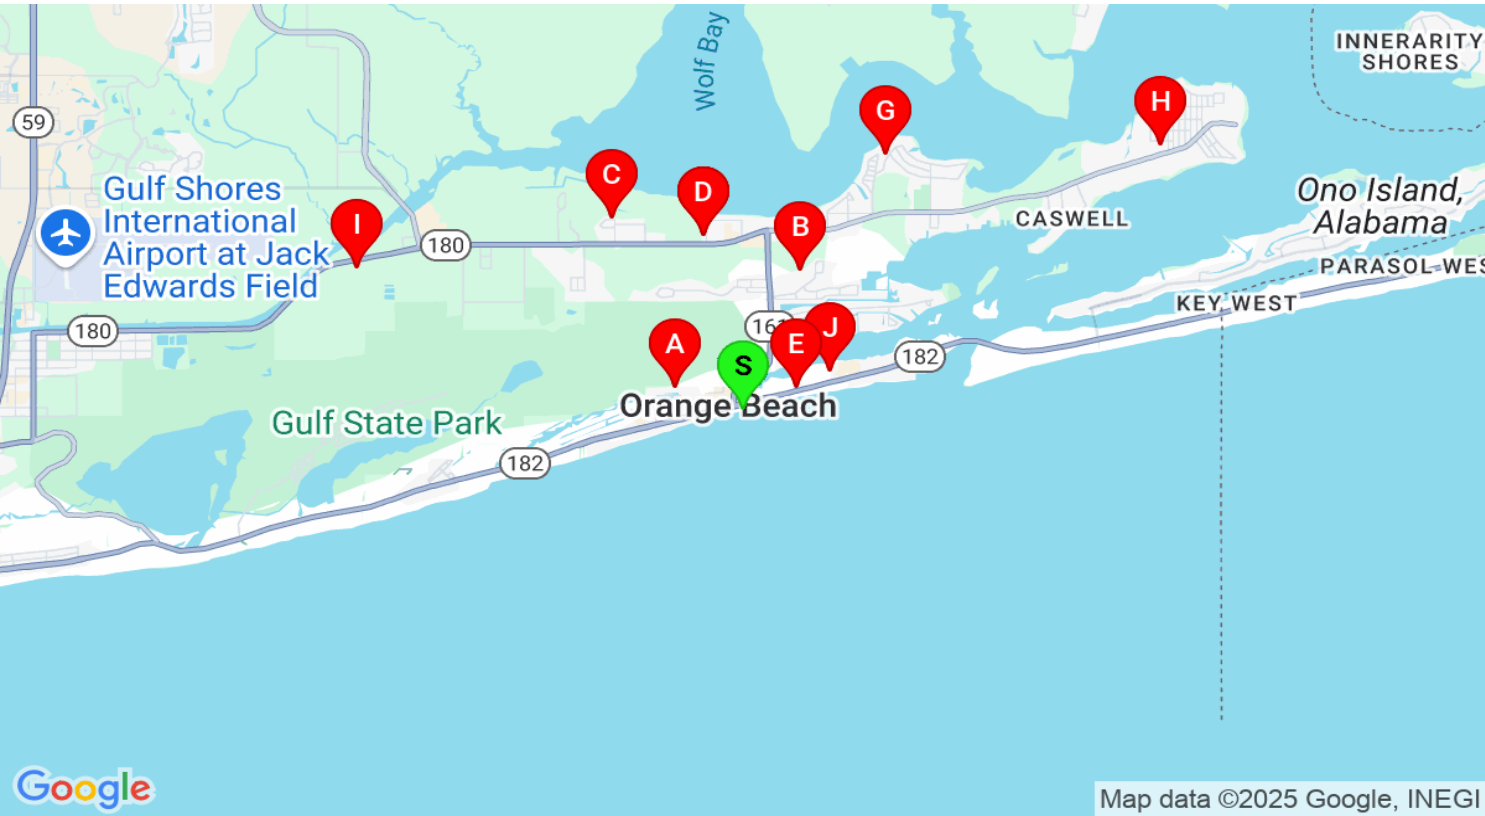 Wolf Bay
INNERARITY
SHORES
59
G
H
C
D
Gulf Shores
International
Airport at Jack
Edwards Field
I
180
B
CASWELL
Ono Island,
Alabama
PARASOL WES
KEY WEST
180
A
S
161
E
J
182
Orange Beach
Gulf State Park
182
Google
Map data ©2025 Google, INEGI